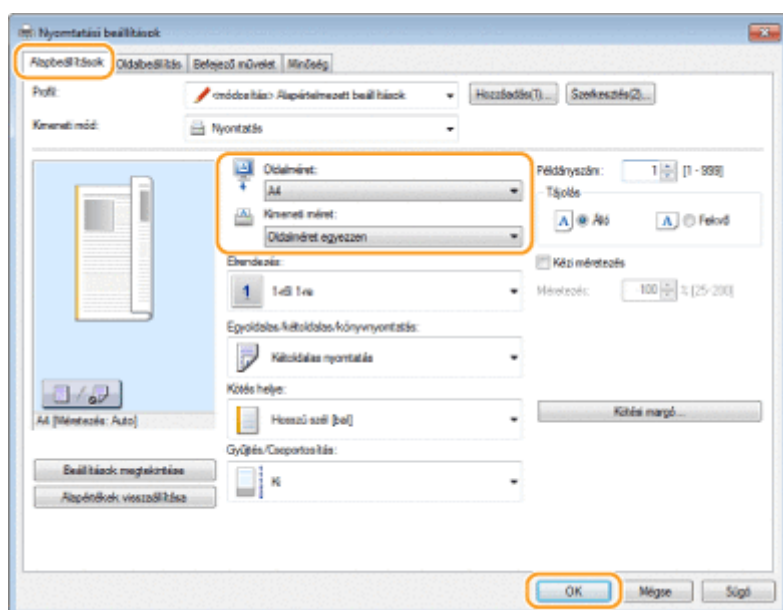 Nyomtatási beállítások
Alapbeállítások Oldalbeállítás Befejező művelet Minőség
Profil: <módosítás> Alapértelmezett beállítások Hozzáadás(1)... Szerkesztés(2)...
Kimeneti mód: Nyomtatás
Oldalméret: Példányszám: 1 [1 - 999]
A4 Tájolás
Kimeneti méret: A Álló A Fekvő
Oldalméret egyezzen
Elrendezés: Kézi méretezés
1 1-ről 1-re Méretezés: 100 % [25-200]
Egyoldalas/kétoldalas/könyvnyomtatás:
Kétoldalas nyomtatás
Kötés helye:
A4 [Méretezés: Auto] Hosszú szél [bal] Kötési margó...
Gyűjtés/Csoportosítás:
Beállítások megtekintése Ki
Alapértékek visszaállítása
OK Mégse Súgó